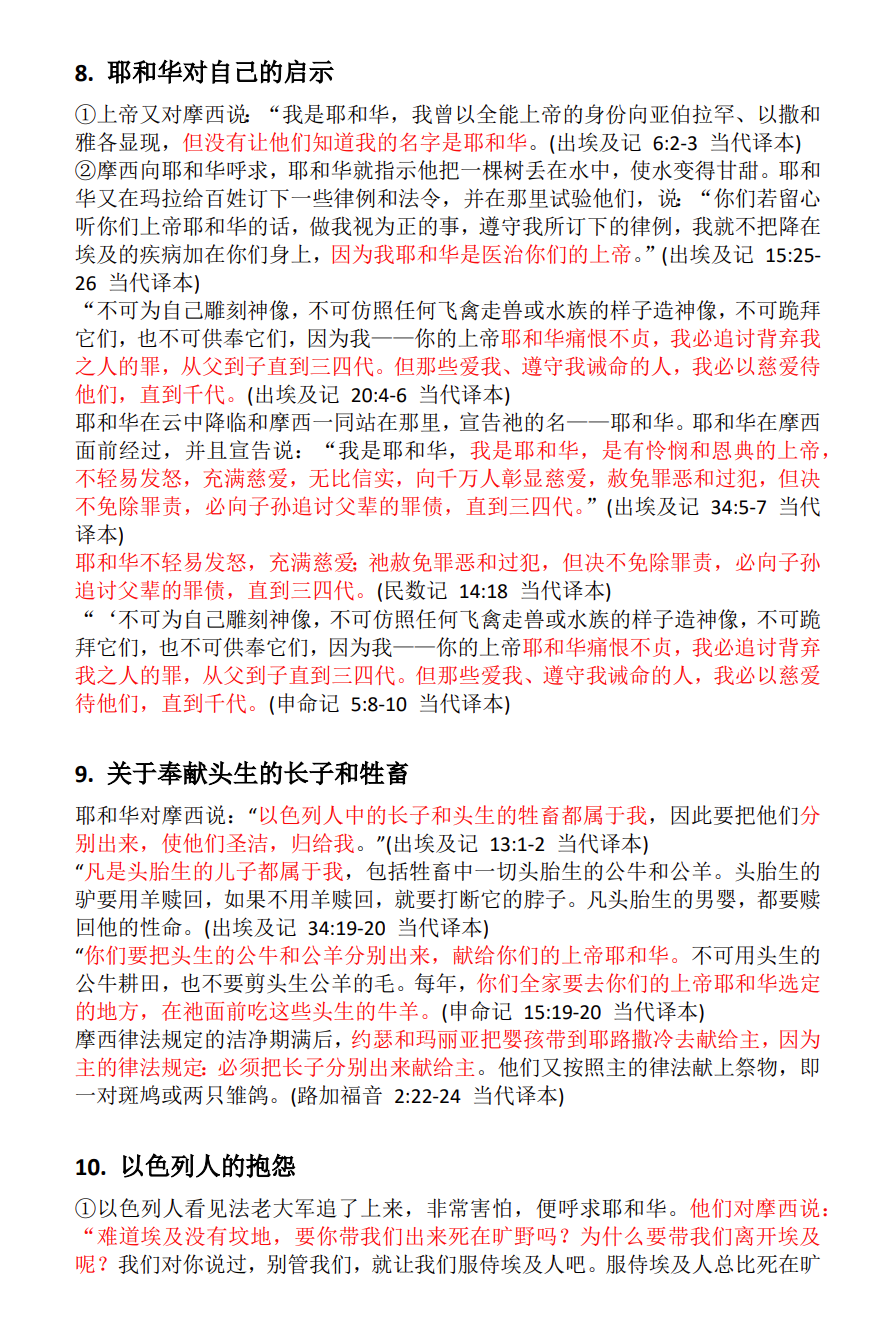 8. 耶和华对自己的启示
①上帝又对摩西说：“我是耶和华，我曾以全能上帝的身份向亚伯拉罕、以撒和
雅各显现，但没有让他们知道我的名字是耶和华。(出埃及记 6:2-3 当代译本)
②摩西向耶和华呼求，耶和华就指示他把一棵树丢在水中，使水变得甘甜。耶和
华又在玛拉给百姓订下一些律例和法令，并在那里试验他们，说：“你们若留心
听你们上帝耶和华的话，做我视为正的事，遵守我所订下的律例，我就不把降在
埃及的疾病加在你们身上，因为我耶和华是医治你们的上帝。”(出埃及记 15:25-
26 当代译本)
“不可为自己雕刻神像，不可仿照任何飞禽走兽或水族的样子造神像，不可跪拜
它们，也不可供奉它们，因为我——你的上帝耶和华痛恨不贞，我必追讨背弃我
之人的罪，从父到子直到三四代。但那些爱我、遵守我诫命的人，我必以慈爱待
他们，直到千代。(出埃及记 20:4-6 当代译本)
耶和华在云中降临和摩西一同站在那里，宣告祂的名——耶和华。耶和华在摩西
面前经过，并且宣告说：“我是耶和华，我是耶和华，是有怜悯和恩典的上帝，
不轻易发怒，充满慈爱，无比信实，向千万人彰显慈爱，赦免罪恶和过犯，但决
不免除罪责，必向子孙追讨父辈的罪债，直到三四代。”(出埃及记 34:5-7 当代
译本)
耶和华不轻易发怒，充满慈爱；祂赦免罪恶和过犯，但决不免除罪责，必向子孙
追讨父辈的罪债，直到三四代。(民数记 14:18 当代译本)
“‘不可为自己雕刻神像，不可仿照任何飞禽走兽或水族的样子造神像，不可跪
拜它们，也不可供奉它们，因为我——你的上帝耶和华痛恨不贞，我必追讨背弃
我之人的罪，从父到子直到三四代。但那些爱我、遵守我诫命的人，我必以慈爱
待他们，直到千代。(申命记 5:8-10 当代译本)
9. 关于奉献头生的长子和牲畜
耶和华对摩西说：“以色列人中的长子和头生的牲畜都属于我，因此要把他们分
别出来，使他们圣洁，归给我。”(出埃及记 13:1-2 当代译本)
“凡是头胎生的儿子都属于我，包括牲畜中一切头胎生的公牛和公羊。头胎生的
驴要用羊赎回，如果不用羊赎回，就要打断它的脖子。凡头胎生的男婴，都要赎
回他的性命。(出埃及记 34:19-20 当代译本)
“你们要把头生的公牛和公羊分别出来，献给你们的上帝耶和华。不可用头生的
公牛耕田，也不要剪头生公羊的毛。每年，你们全家要去你们的上帝耶和华选定
的地方，在祂面前吃这些头生的牛羊。(申命记 15:19-20 当代译本)
摩西律法规定的洁净期满后，约瑟和玛丽亚把婴孩带到耶路撒冷去献给主，因为
主的律法规定：必须把长子分别出来献给主。他们又按照主的律法献上祭物，即
一对斑鸠或两只雏鸽。(路加福音 2:22-24 当代译本)
10. 以色列人的抱怨
①以色列人看见法老大军追了上来，非常害怕，便呼求耶和华。他们对摩西说：
“难道埃及没有坟地，要你带我们出来死在旷野吗？为什么要带我们离开埃及
呢？我们对你说过，别管我们，就让我们服侍埃及人吧。服侍埃及人总比死在旷